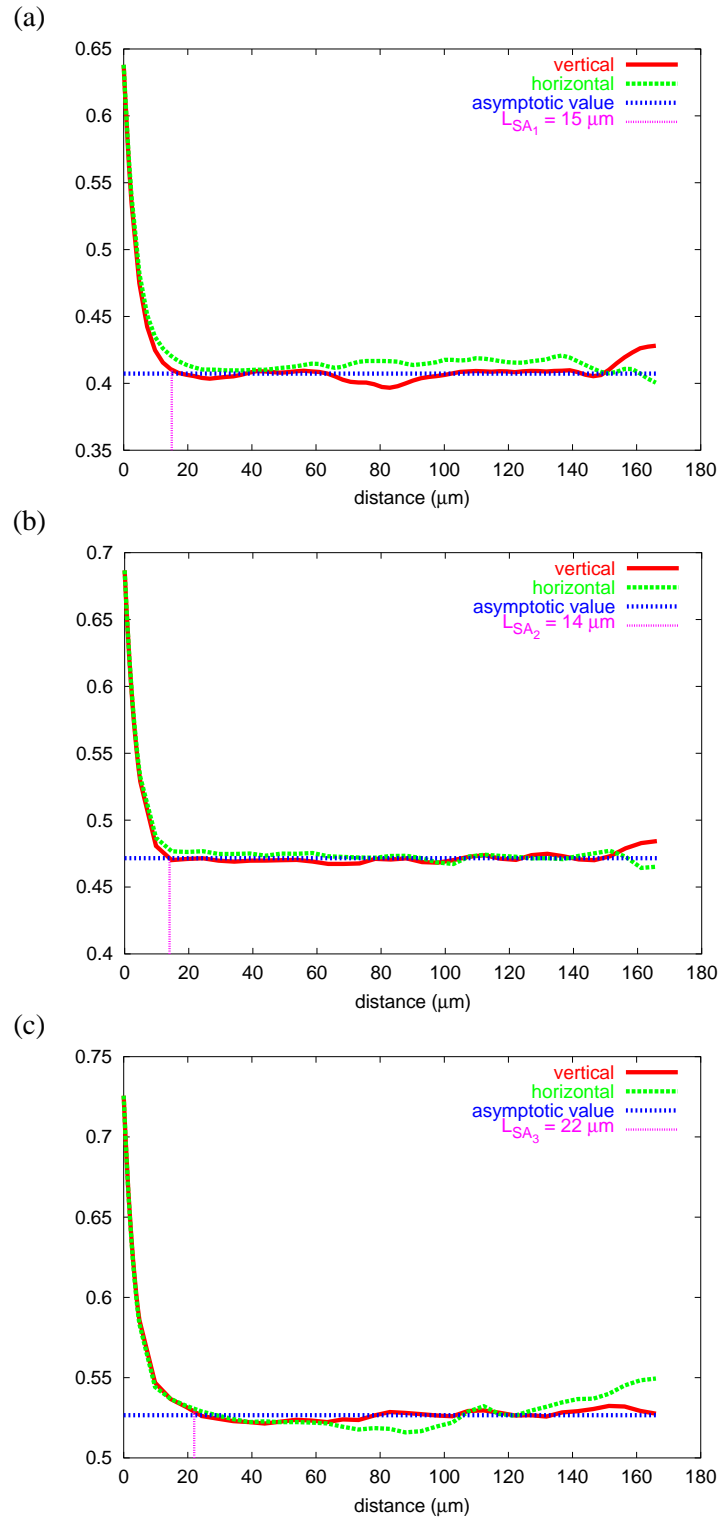 (a)
0.65
0.6
0.55
0.5
0.45
0.4
0.35
vertical
horizontal
asymptotic value
L_SA_1 = 15 μm
0 20 40 60 80 100 120 140 160 180
distance (μm)
(b)
0.7
0.65
0.6
0.55
0.5
0.45
0.4
vertical
horizontal
asymptotic value
L_SA_2 = 14 μm
0 20 40 60 80 100 120 140 160 180
distance (μm)
(c)
0.75
0.7
0.65
0.6
0.55
0.5
vertical
horizontal
asymptotic value
L_SA_3 = 22 μm
0 20 40 60 80 100 120 140 160 180
distance (μm)